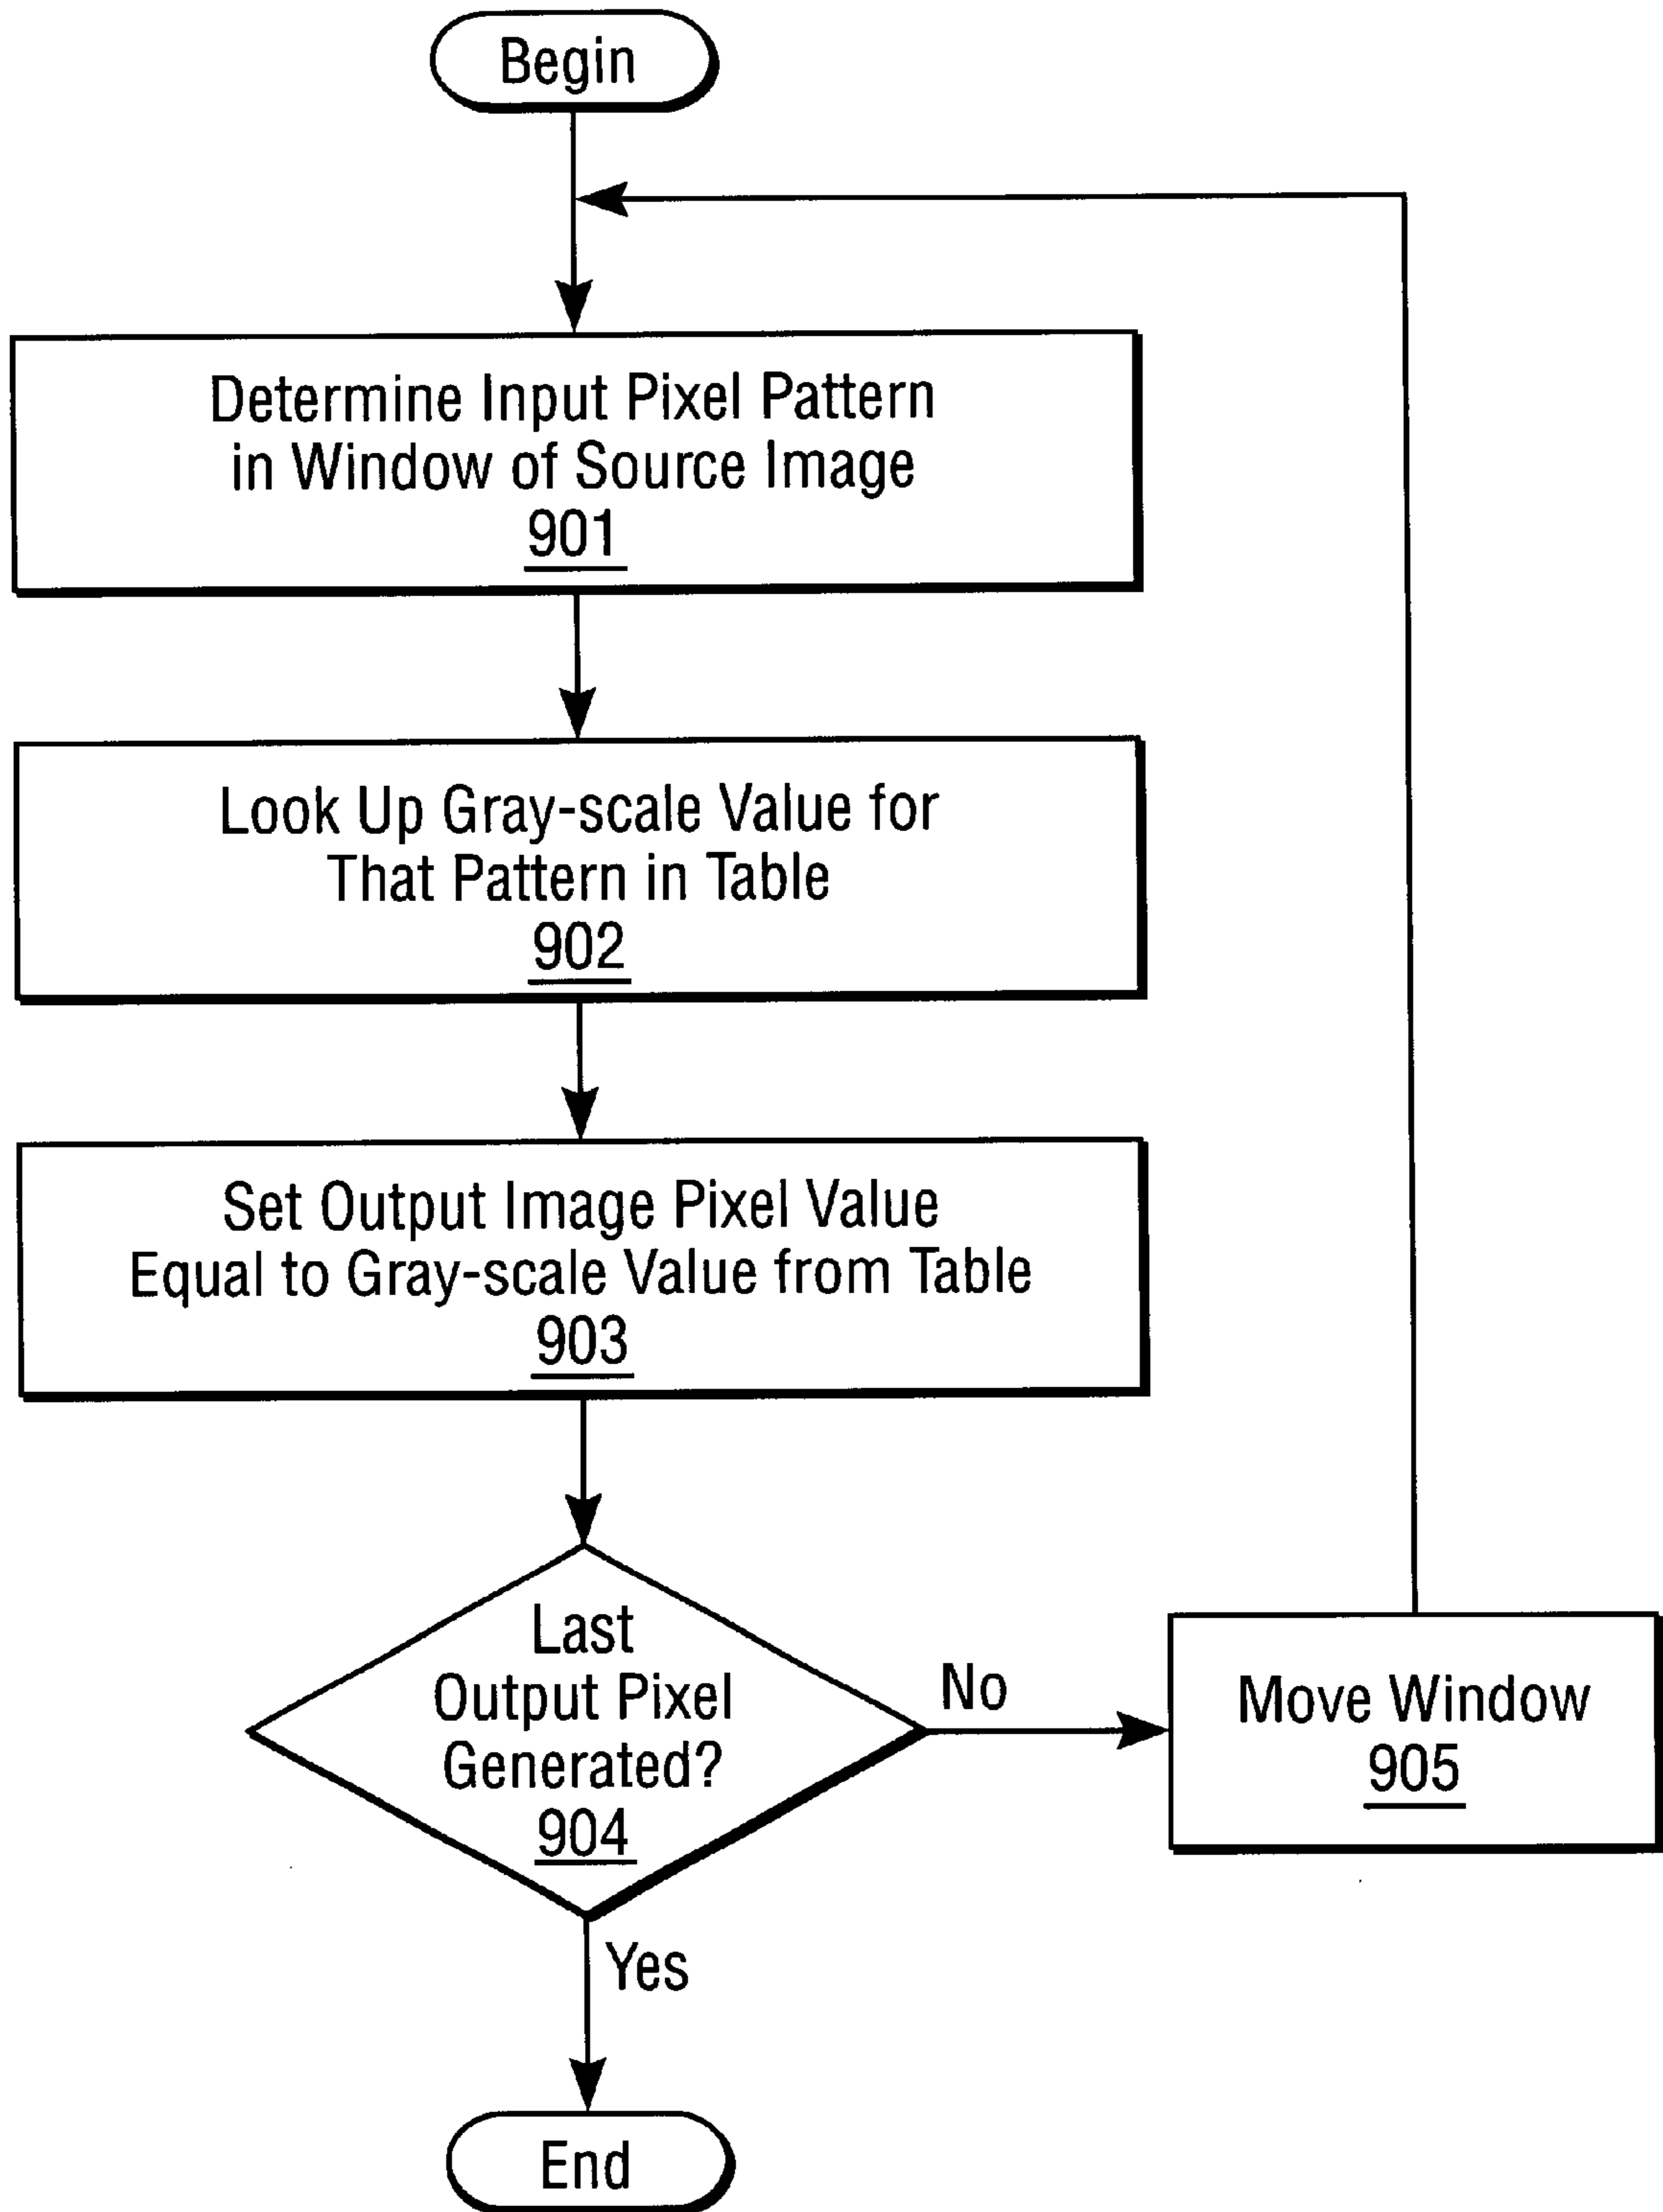 Begin
Determine Input Pixel Pattern
in Window of Source Image
901
Look Up Gray-scale Value for
That Pattern in Table
902
Set Output Image Pixel Value
Equal to Gray-scale Value from Table
903
Last
Output Pixel
Generated?
904
No
Move Window
905
Yes
End